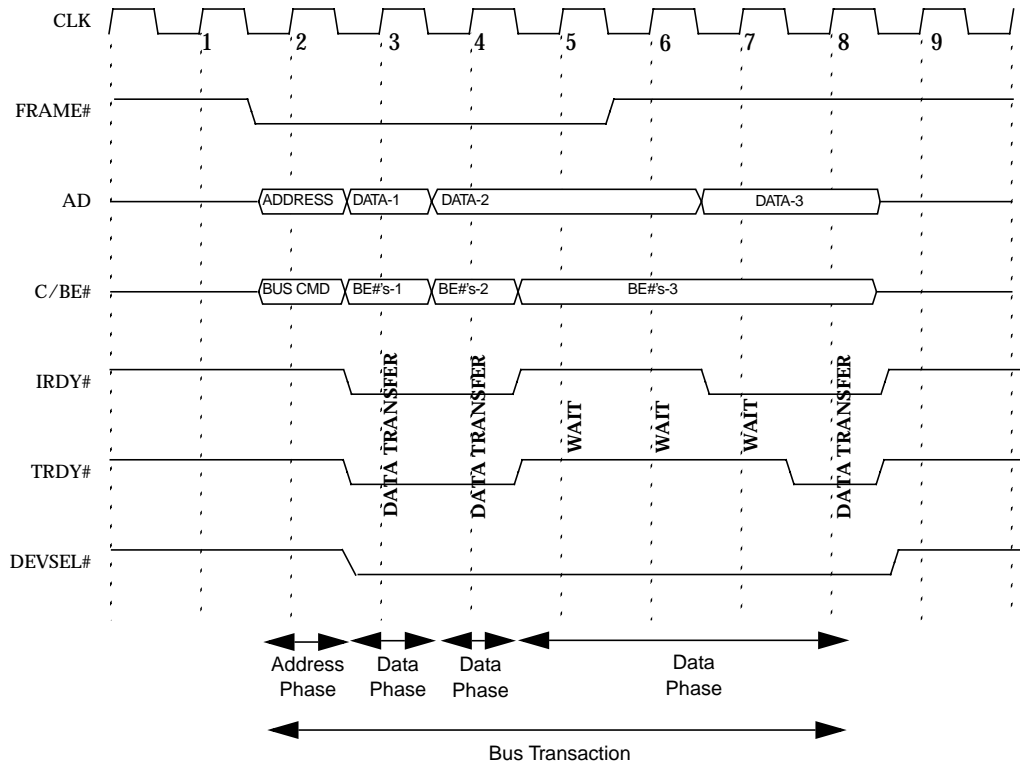 CLK
1 2 3 4 5 6 7 8 9
FRAME#
AD
ADDRESS DATA-1 DATA-2 DATA-3
C/BE#
BUS CMD BE#'s-1 BE#'s-2 BE#'s-3
IRDY#
DATA TRANSFER
DATA TRANSFER
WAIT
WAIT
WAIT
DATA TRANSFER
TRDY#
DEVSEL#
Address Data Data Data
Phase Phase Phase Phase
Bus Transaction